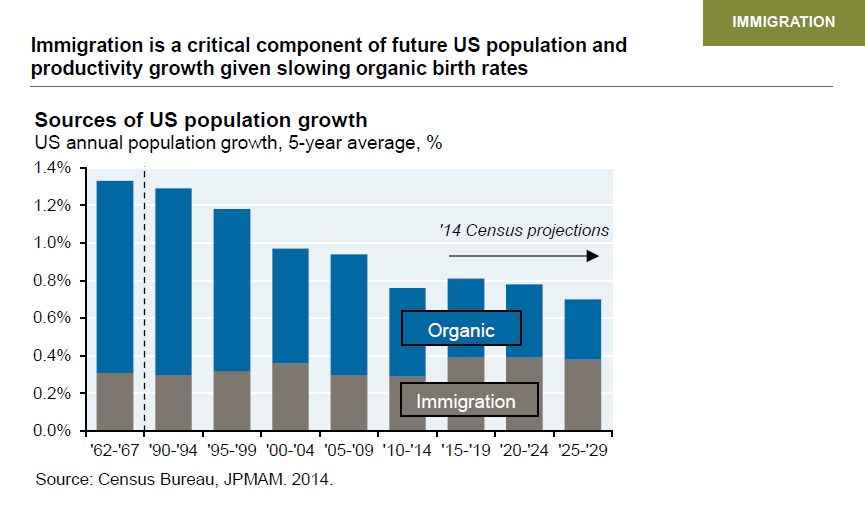 IMMIGRATION
Immigration is a critical component of future US population and
productivity growth given slowing organic birth rates
Sources of US population growth
US annual population growth, 5-year average, %
1.4%
1.2%
1.0%
0.8%
0.6%
0.4%
0.2%
0.0%
'14 Census projections
Organic
Immigration
'62-'67 '90-'94 '95-'99 '00-'04 '05-'09 '10-'14 '15-'19 '20-'24 '25-'29
Source: Census Bureau, JPMAM. 2014.